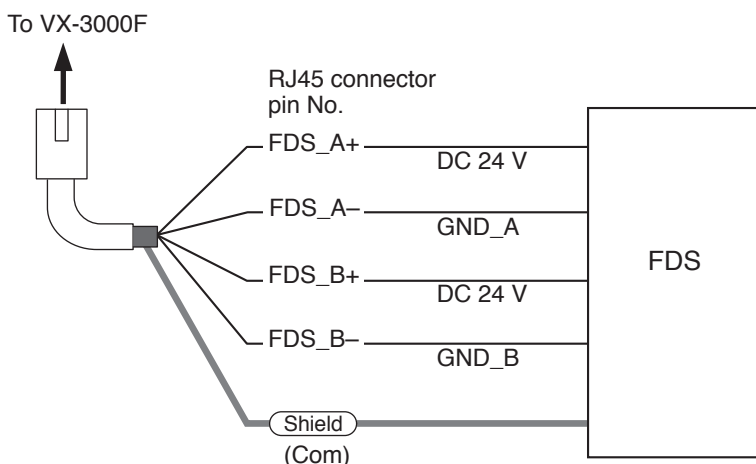 To VX-3000F
RJ45 connector
pin No.
FDS_A+
DC 24 V
FDS_A–
GND_A
FDS_B+
DC 24 V
FDS_B–
GND_B
FDS
Shield
(Com)